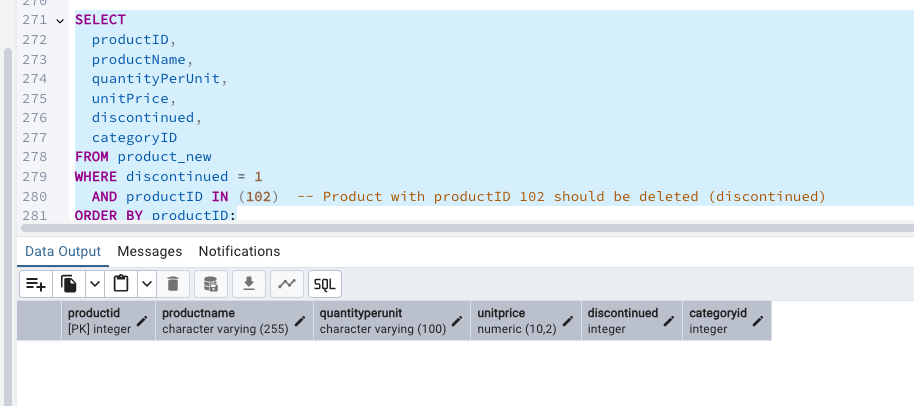 270
271 SELECT
272 productID,
273 productName,
274 quantityPerUnit,
275 unitPrice,
276 discontinued,
277 categoryID
278 FROM product_new
279 WHERE discontinued = 1
280 AND productID IN (102) -- Product with productID 102 should be deleted (discontinued)
281 ORDER BY productID;
Data Output Messages Notifications
SQL
productid productname quantityperunit unitprice discontinued categoryid
[PK] integer character varying (255) character varying (100) numeric (10,2) integer integer